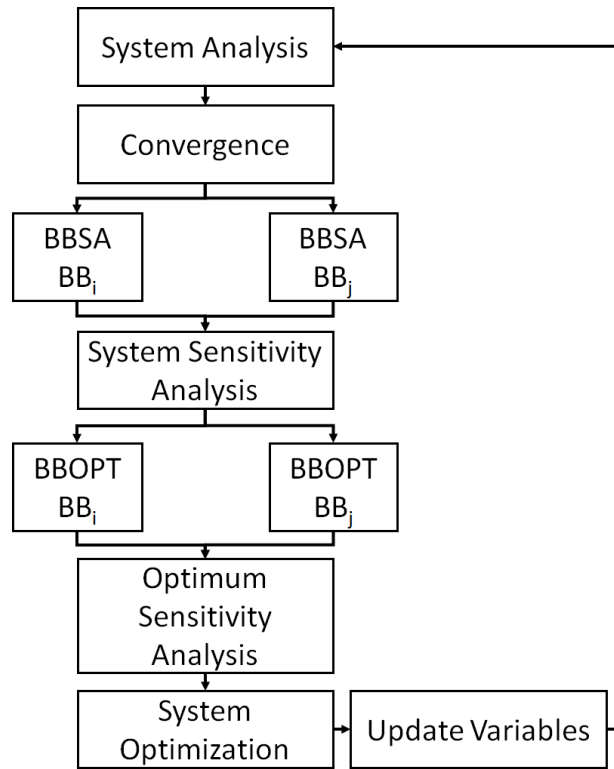 System Analysis
Convergence
BBSA
BBᵢ
BBSA
BBⱼ
System Sensitivity
Analysis
BBOPT
BBᵢ
BBOPT
BBⱼ
Optimum
Sensitivity
Analysis
System
Optimization
Update Variables